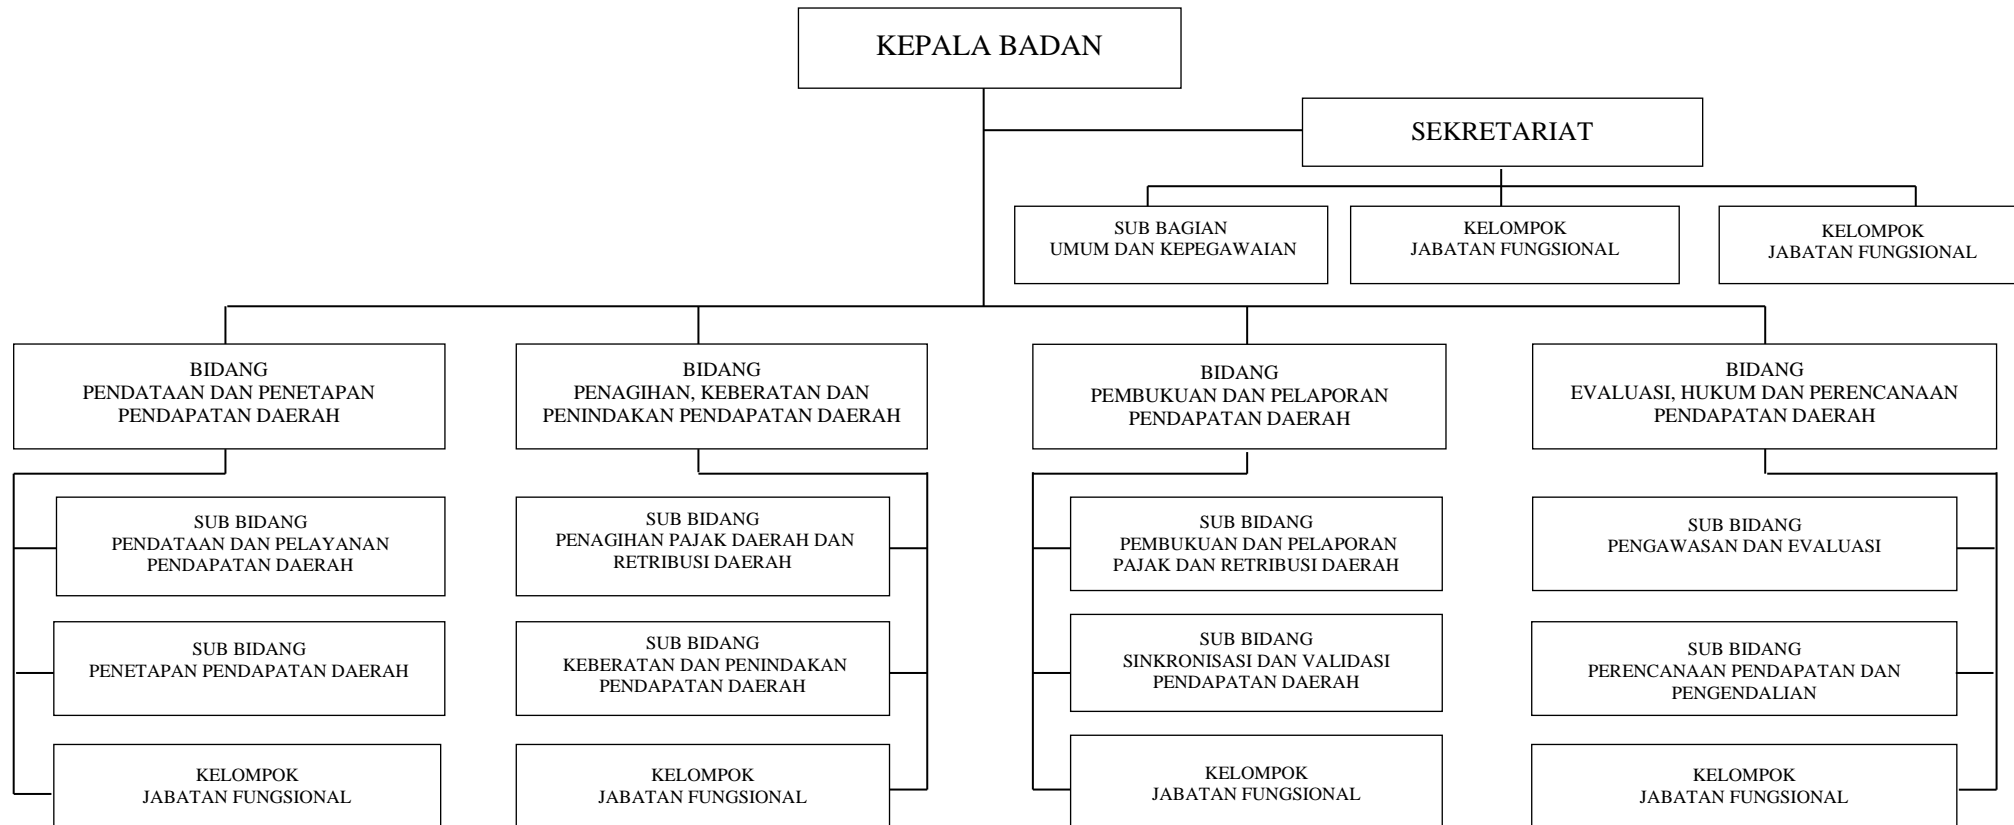 KEPALA BADAN
SEKRETARIAT
SUB BAGIAN
UMUM DAN KEPEGAWAIAN
KELOMPOK
JABATAN FUNGSIONAL
KELOMPOK
JABATAN FUNGSIONAL
BIDANG
PENDATAAN DAN PENETAPAN
PENDAPATAN DAERAH
BIDANG
PENAGIHAN, KEBERATAN DAN
PENINDAKAN PENDAPATAN DAERAH
BIDANG
PEMBUKUAN DAN PELAPORAN
PENDAPATAN DAERAH
BIDANG
EVALUASI, HUKUM DAN PERENCANAAN
PENDAPATAN DAERAH
SUB BIDANG
PENDATAAN DAN PELAYANAN
PENDAPATAN DAERAH
SUB BIDANG
PENAGIHAN PAJAK DAERAH DAN
RETRIBUSI DAERAH
SUB BIDANG
PEMBUKUAN DAN PELAPORAN
PAJAK DAN RETRIBUSI DAERAH
SUB BIDANG
PENGAWASAN DAN EVALUASI
SUB BIDANG
PENETAPAN PENDAPATAN DAERAH
SUB BIDANG
KEBERATAN DAN PENINDAKAN
PENDAPATAN DAERAH
SUB BIDANG
SINKRONISASI DAN VALIDASI
PENDAPATAN DAERAH
SUB BIDANG
PERENCANAAN PENDAPATAN DAN
PENGENDALIAN
KELOMPOK
JABATAN FUNGSIONAL
KELOMPOK
JABATAN FUNGSIONAL
KELOMPOK
JABATAN FUNGSIONAL
KELOMPOK
JABATAN FUNGSIONAL